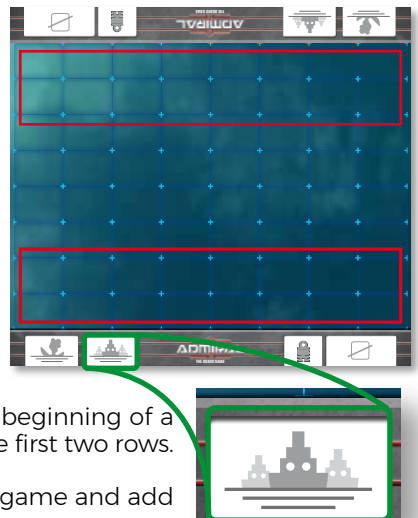 THE BOARD GAME
ADMIRAL
ADMIRAL
THE BOARD GAME
beginning of a
e first two rows.
game and add